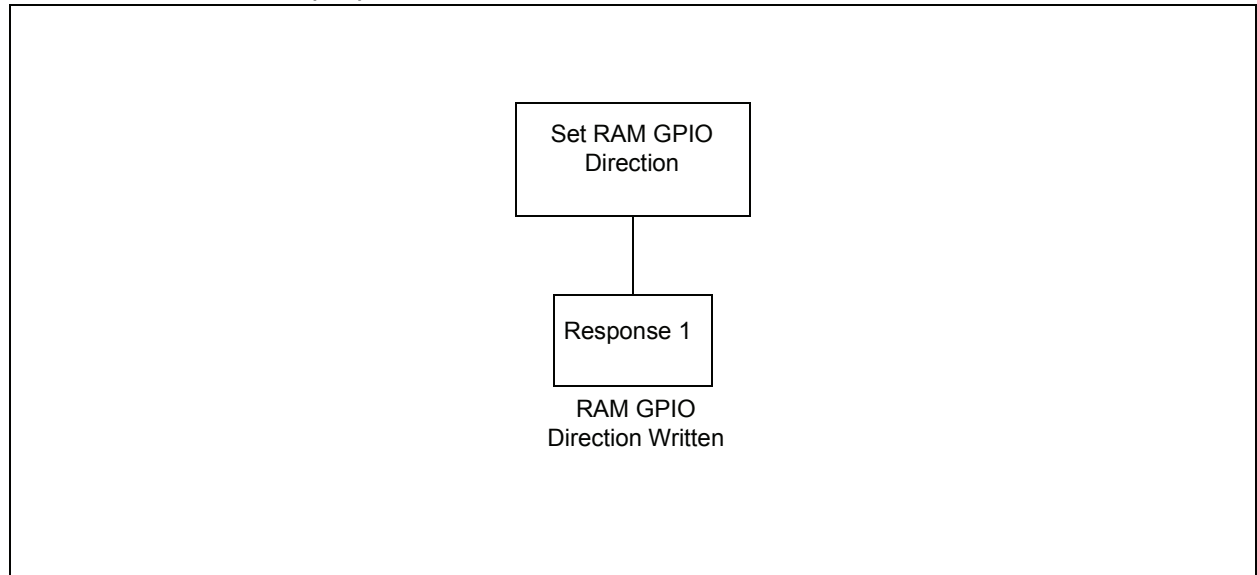 Set RAM GPIO
Direction
Response 1
RAM GPIO
Direction Written